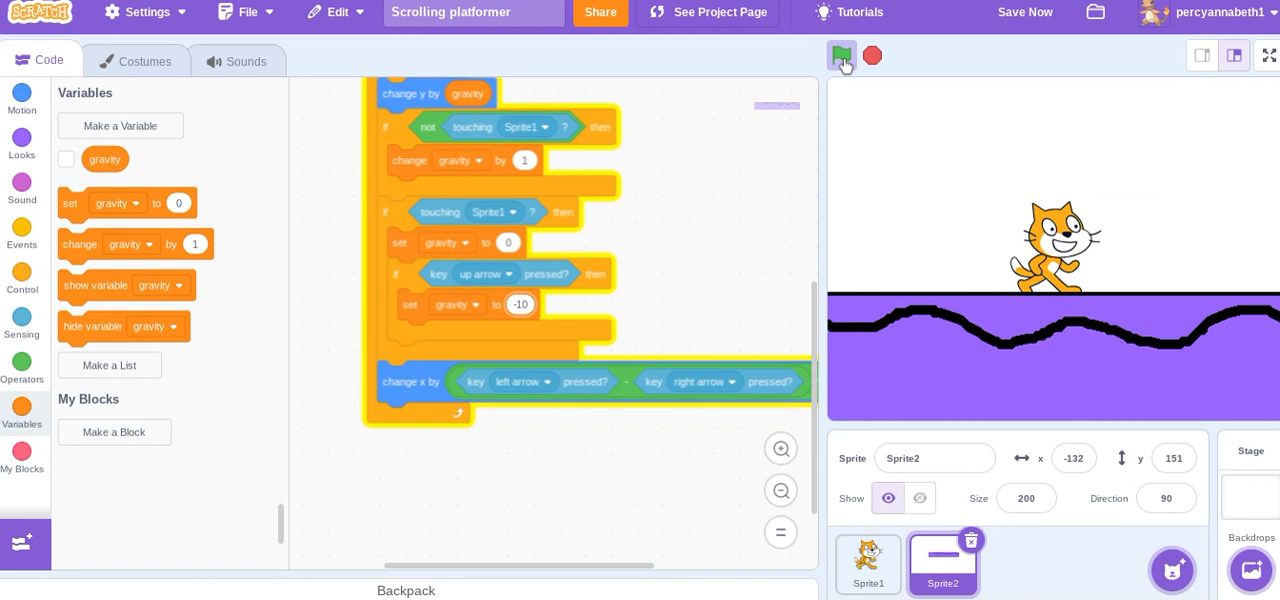 SCRATCH Settings File Edit Scrolling platformer Share See Project Page Tutorials Save Now percyannabeth1
Code Costumes Sounds
Motion
Looks
Sound
Events
Control
Sensing
Operators
Variables
My Blocks
Variables
Make a Variable
gravity
set gravity to 0
change gravity by 1
show variable gravity
hide variable gravity
Make a List
My Blocks
Make a Block
change y by gravity
if not touching Sprite1 ? then
change gravity by 1
if touching Sprite1 ? then
set gravity to 0
if key up arrow pressed? then
set gravity to -10
change x by key left arrow pressed? - key right arrow pressed?
Backpack
Sprite Sprite2 x -132 y 151
Show Size 200 Direction 90
Sprite1
Sprite2
Stage
Backdrops